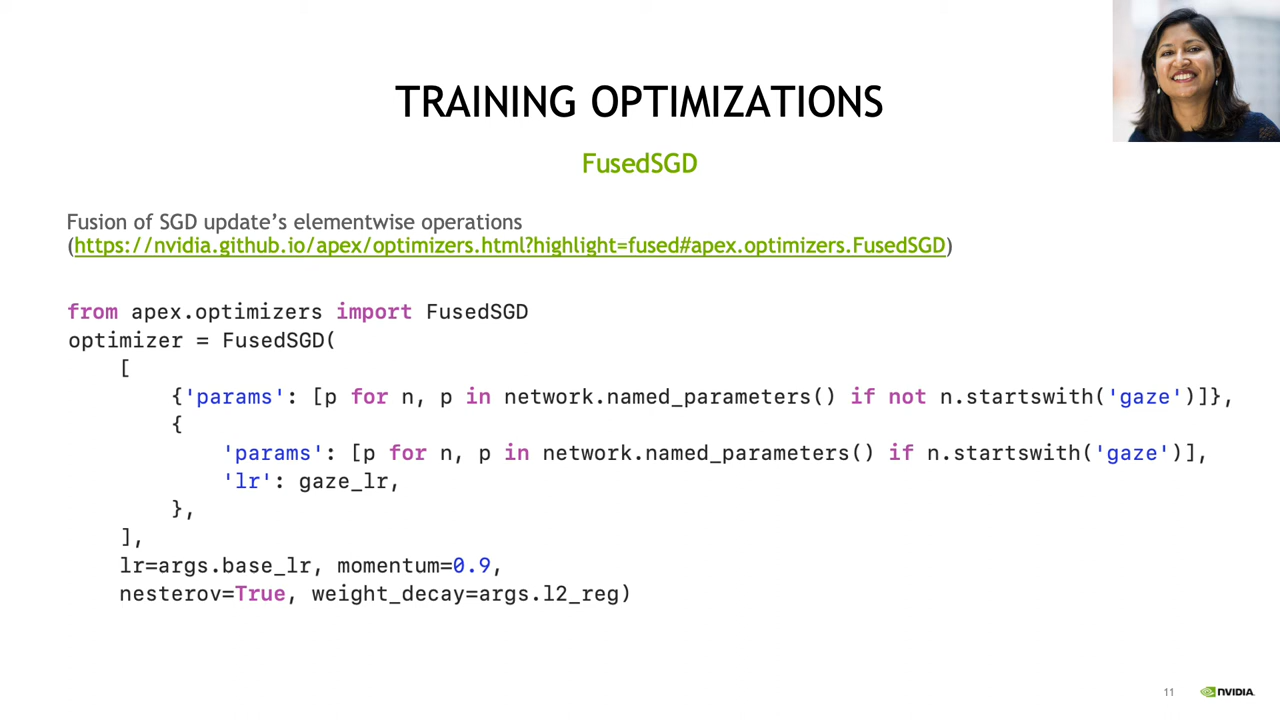 TRAINING OPTIMIZATIONS
FusedSGD
Fusion of SGD update's elementwise operations
(https://nvidia.github.io/apex/optimizers.html?highlight=fused#apex.optimizers.FusedSGD)
from apex.optimizers import FusedSGD
optimizer = FusedSGD(
    [
        {'params': [p for n, p in network.named_parameters() if not n.startswith('gaze')]},
        {
            'params': [p for n, p in network.named_parameters() if n.startswith('gaze')],
            'lr': gaze_lr,
        },
    ],
    lr=args.base_lr, momentum=0.9,
    nesterov=True, weight_decay=args.l2_reg)
11
NVIDIA.